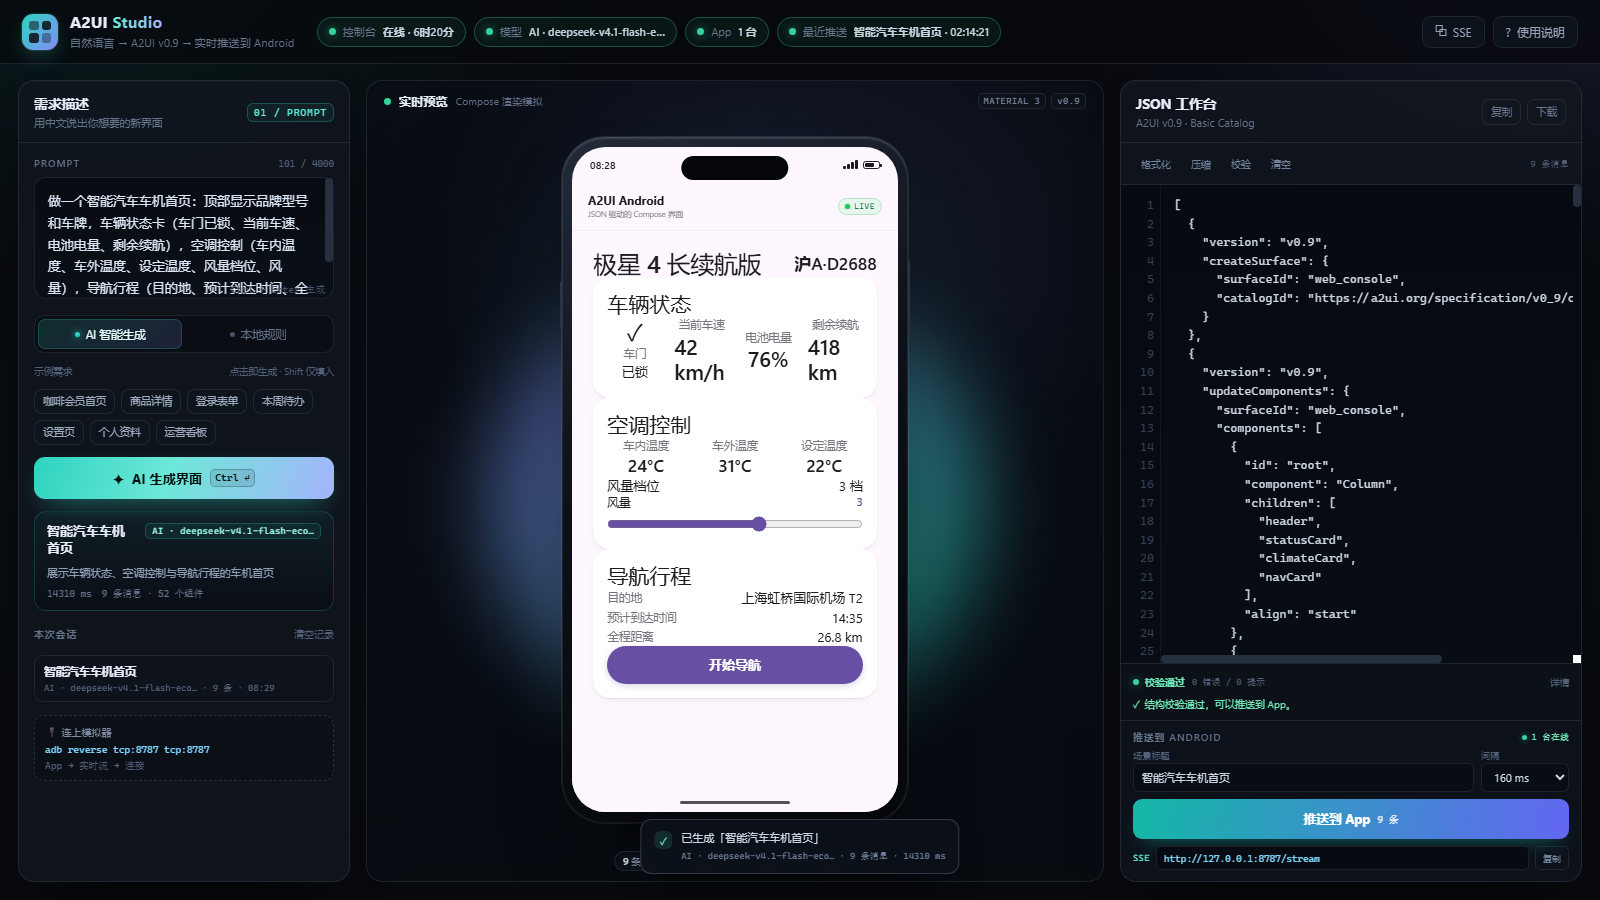 A2UI Studio
自然语言 → A2UI v0.9 → 实时推送到 Android
控制台 在线 · 6时20分
模型 AI · deepseek-v4.1-flash-e…
App 1 台
最近推送 智能汽车车机首页 · 02:14:21
SSE
? 使用说明
需求描述
用中文说出你想要的新界面
01 / PROMPT
PROMPT
101 / 4000
做一个智能汽车车机首页：顶部显示品牌型号
和车牌，车辆状态卡（车门已锁、当前车速、
电池电量、剩余续航），空调控制（车内温
度、车外温度、设定温度、风量档位、风
量），导航行程（目的地、预计到达时间、全
生成
AI 智能生成
本地规则
示例需求
点击即生成 · Shift 仅填入
咖啡会员首页
商品详情
登录表单
本周待办
设置页
个人资料
运营看板
AI 生成界面 Ctrl ⏎
智能汽车车机首页
AI · deepseek-v4.1-flash-eco…
展示车辆状态、空调控制与导航行程的车机首页
14310 ms 9 条消息 · 52 个组件
本次会话
清空记录
智能汽车车机首页
AI · deepseek-v4.1-flash-eco… · 9 条 · 08:29
连上模拟器
adb reverse tcp:8787 tcp:8787
App → 实时流 → 连接
实时预览 Compose 渲染模拟
MATERIAL 3
v0.9
08:28
A2UI Android
JSON 驱动的 Compose 界面
LIVE
极星 4 长续航版
沪A·D2688
车辆状态
✓
车门
已锁
当前车速
42 km/h
电池电量
76%
剩余续航
418 km
空调控制
车内温度
24°C
车外温度
31°C
设定温度
22°C
风量档位
3 档
风量
3
导航行程
目的地
上海虹桥国际机场 T2
预计到达时间
14:35
全程距离
26.8 km
开始导航
9 条
✓ 已生成「智能汽车车机首页」
AI · deepseek-v4.1-flash-eco… · 9 条消息 · 14310 ms
JSON 工作台
A2UI v0.9 · Basic Catalog
复制
下载
格式化
压缩
校验
清空
9 条消息
1 [
2 {
3 "version": "v0.9",
4 "createSurface": {
5 "surfaceId": "web_console",
6 "catalogId": "https://a2ui.org/specification/v0_9/c
7 }
8 },
9 {
10 "version": "v0.9",
11 "updateComponents": {
12 "surfaceId": "web_console",
13 "components": [
14 {
15 "id": "root",
16 "component": "Column",
17 "children": [
18 "header",
19 "statusCard",
20 "climateCard",
21 "navCard"
22 ],
23 "align": "start"
24 },
25 {
校验通过 0 错误 / 0 提示
详情
✓ 结构校验通过，可以推送到 App。
推送到 ANDROID
1 台在线
场景标题
间隔
智能汽车车机首页
160 ms
推送到 App 9 条
SSE
http://127.0.0.1:8787/stream
复制